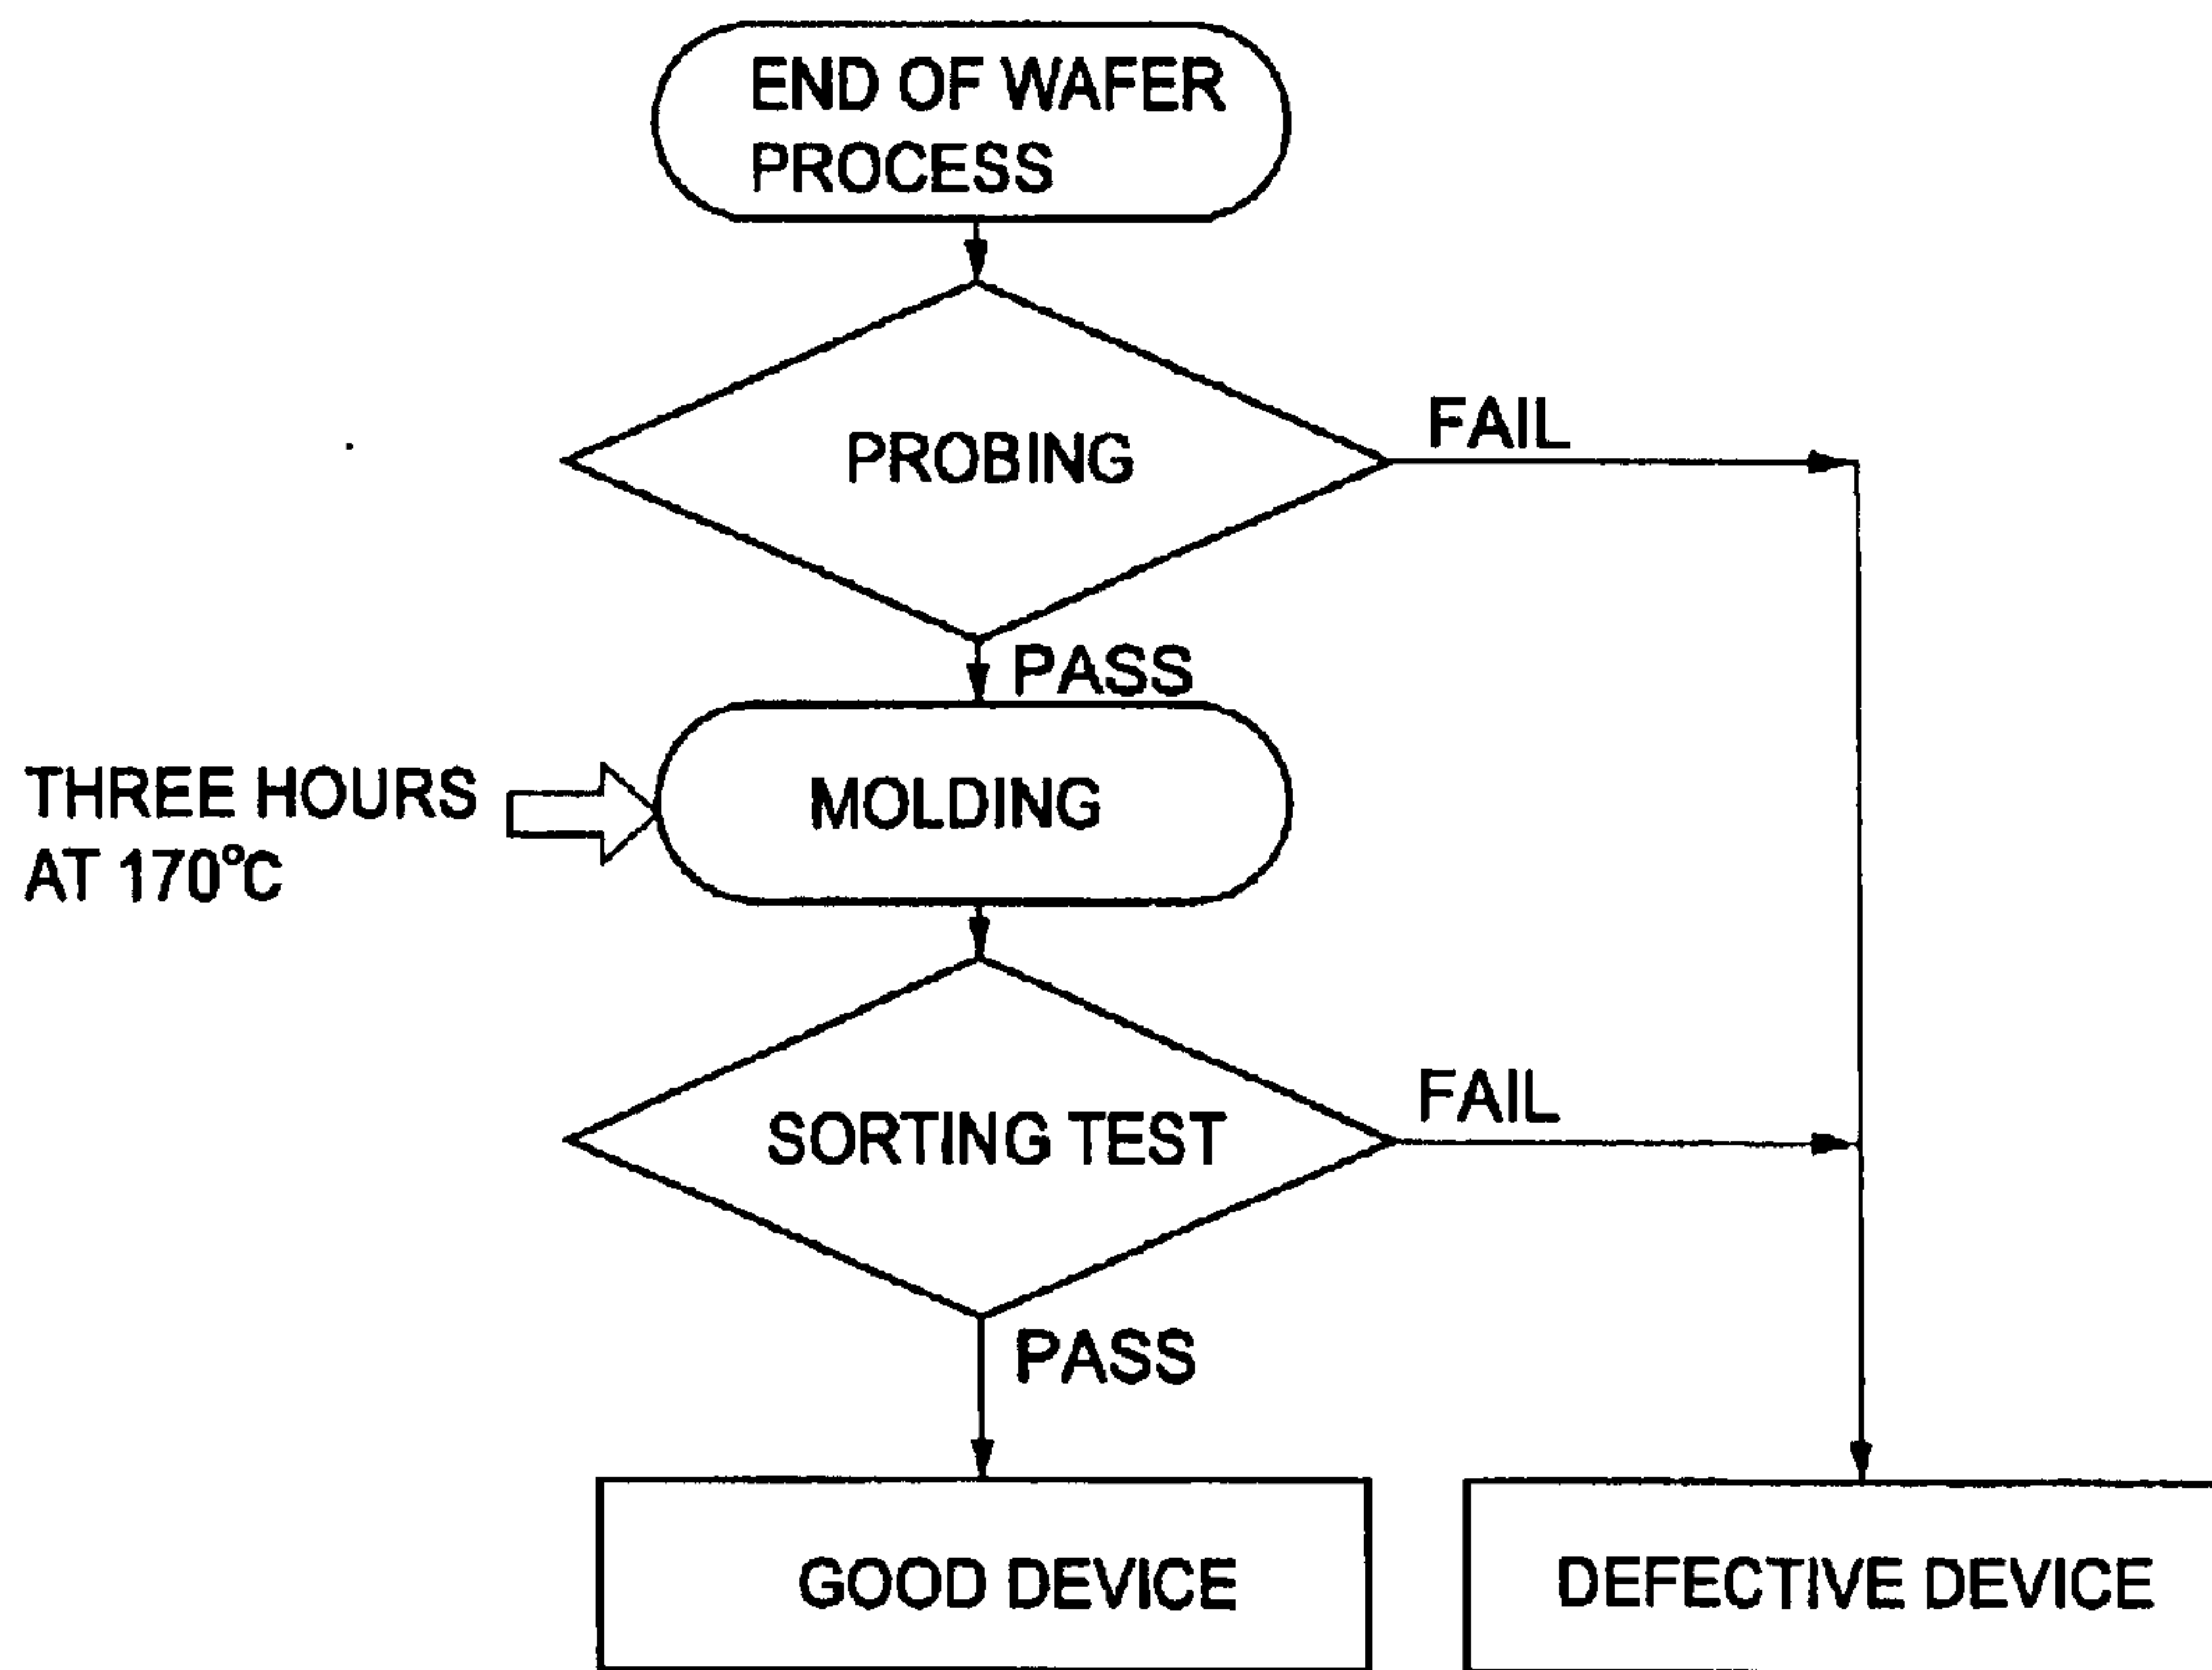 END OF WAFER
PROCESS
PROBING
FAIL
PASS
THREE HOURS
AT 170°C
MOLDING
SORTING TEST
FAIL
PASS
GOOD DEVICE
DEFECTIVE DEVICE